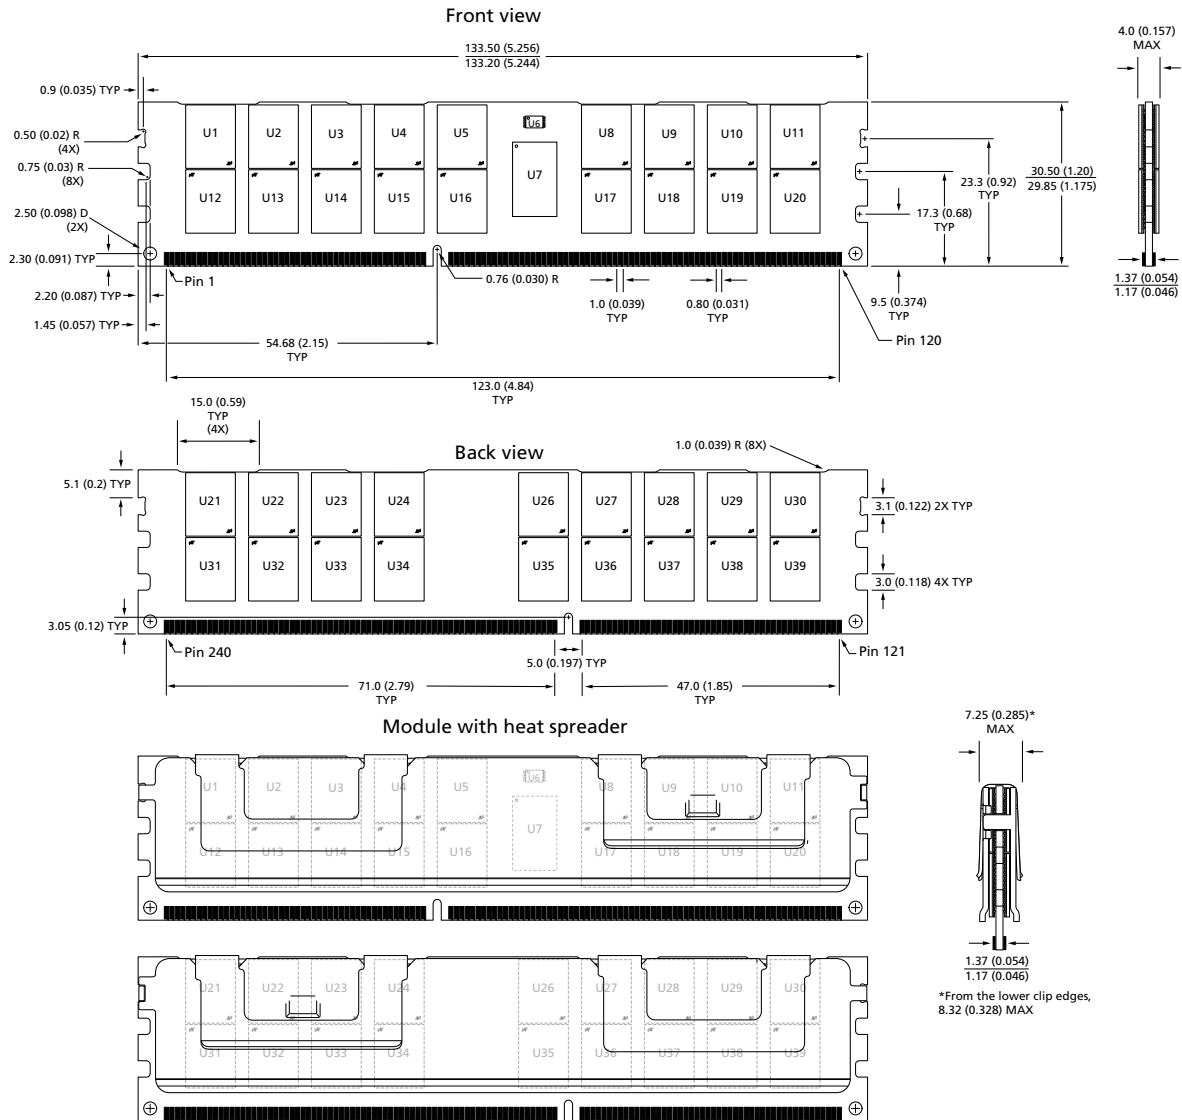 Front view
133.50 (5.256)
133.20 (5.244)
4.0 (0.157)
MAX
0.9 (0.035) TYP
0.50 (0.02) R
(4X)
0.75 (0.03) R
(8X)
2.50 (0.098) D
(2X)
2.30 (0.091) TYP
2.20 (0.087) TYP
1.45 (0.057) TYP
U1 U2 U3 U4 U5 U6 U8 U9 U10 U11
U7
U12 U13 U14 U15 U16 U17 U18 U19 U20
Pin 1
0.76 (0.030) R
1.0 (0.039)
TYP
0.80 (0.031)
TYP
54.68 (2.15)
TYP
123.0 (4.84)
TYP
Pin 120
9.5 (0.374)
TYP
17.3 (0.68)
TYP
23.3 (0.92)
TYP
30.50 (1.20)
29.85 (1.175)
1.37 (0.054)
1.17 (0.046)
15.0 (0.59)
TYP
(4X)
Back view
1.0 (0.039) R (8X)
5.1 (0.2) TYP
U21 U22 U23 U24 U26 U27 U28 U29 U30
3.1 (0.122) 2X TYP
U31 U32 U33 U34 U35 U36 U37 U38 U39
3.0 (0.118) 4X TYP
3.05 (0.12) TYP
Pin 240
5.0 (0.197) TYP
Pin 121
71.0 (2.79)
TYP
47.0 (1.85)
TYP
Module with heat spreader
7.25 (0.285)*
MAX
U1 U2 U3 U4 U5 U6 U8 U9 U10 U11
U7
U12 U13 U14 U15 U16 U17 U18 U19 U20
1.37 (0.054)
1.17 (0.046)
*From the lower clip edges,
8.32 (0.328) MAX
U21 U22 U23 U24 U26 U27 U28 U29 U30
U31 U32 U33 U34 U35 U36 U37 U38 U39